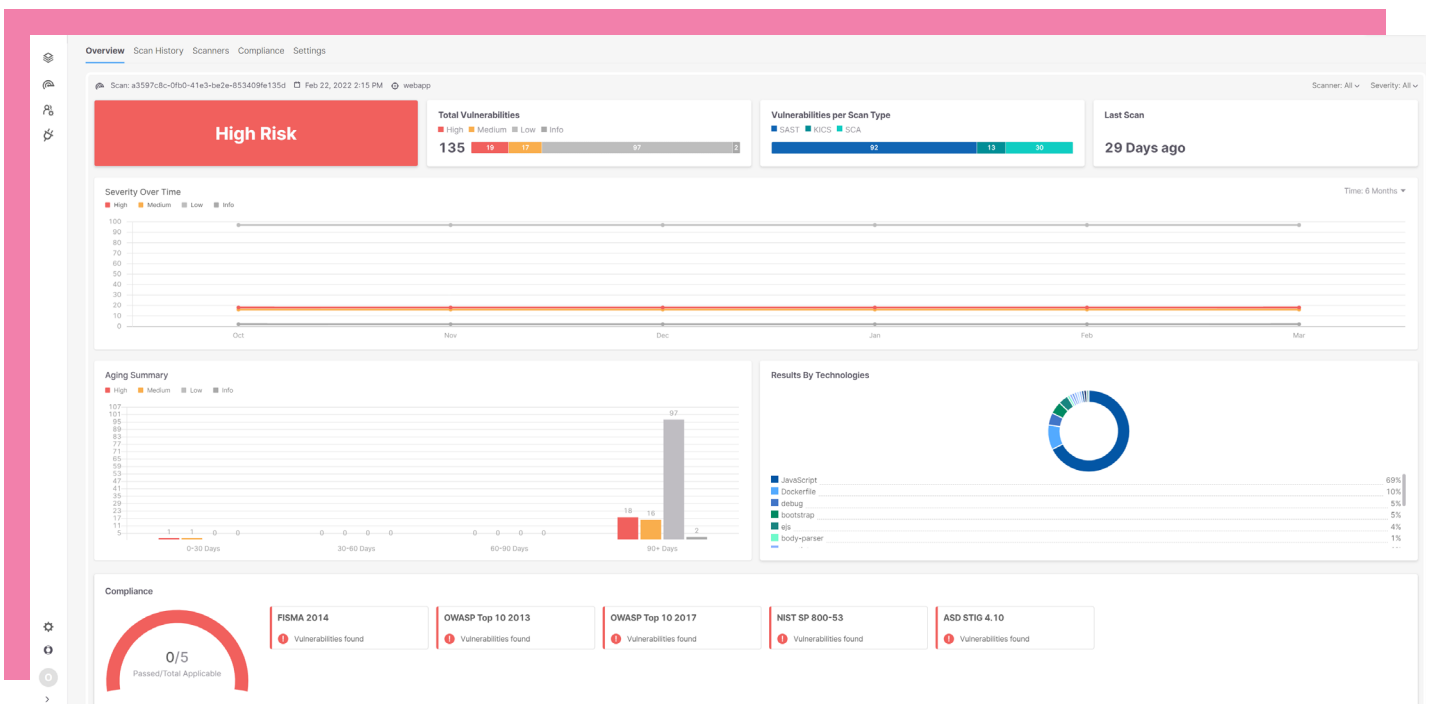 Overview Scan History Scanners Compliance Settings
Scan: a3597c8c-0fb0-41e3-be2e-853409fe135d Feb 22, 2022 2:15 PM webapp Scanner: All Severity: All
High Risk
Total Vulnerabilities
High Medium Low Info
135 19 17 97 2
Vulnerabilities per Scan Type
SAST KICS SCA
92 13 30
Last Scan
29 Days ago
Severity Over Time Time: 6 Months
High Medium Low Info
100
90
80
70
60
50
40
30
20
10
0
Oct Nov Dec Jan Feb Mar
Aging Summary
High Medium Low Info
107
101
95
89
83
77
71
65
59
53
47
41
35
29
23
17
11
5
1 1 0 0 0 0 0 0 0 0 0 0 18 16 97 2
0-30 Days 30-60 Days 60-90 Days 90+ Days
Results By Technologies
JavaScript 69%
Dockerfile 10%
debug 5%
bootstrap 5%
ejs 4%
body-parser 1%
Compliance
0/5
Passed/Total Applicable
FISMA 2014
Vulnerabilities found
OWASP Top 10 2013
Vulnerabilities found
OWASP Top 10 2017
Vulnerabilities found
NIST SP 800-53
Vulnerabilities found
ASD STIG 4.10
Vulnerabilities found
O